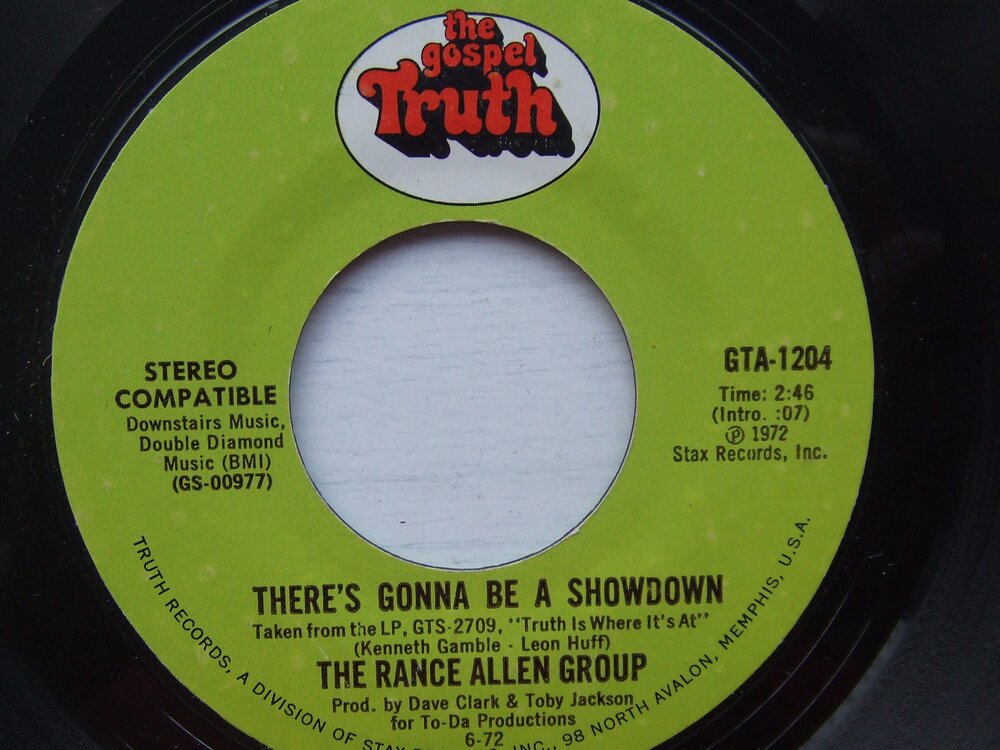 the
gospel
Truth
STEREO
COMPATIBLE
Downstairs Music,
Double Diamond
Music (BMI)
(GS-00977)
GTA-1204
Time: 2:46
(Intro. :07)
Ⓟ 1972
Stax Records, Inc.
THERE'S GONNA BE A SHOWDOWN
Taken from the LP, GTS-2709, "Truth Is Where It's At"
(Kenneth Gamble - Leon Huff)
THE RANCE ALLEN GROUP
Prod. by Dave Clark & Toby Jackson
for To-Da Productions
6-72
TRUTH RECORDS, A DIVISION OF STAX INC., 98 NORTH AVALON, MEMPHIS, U.S.A.